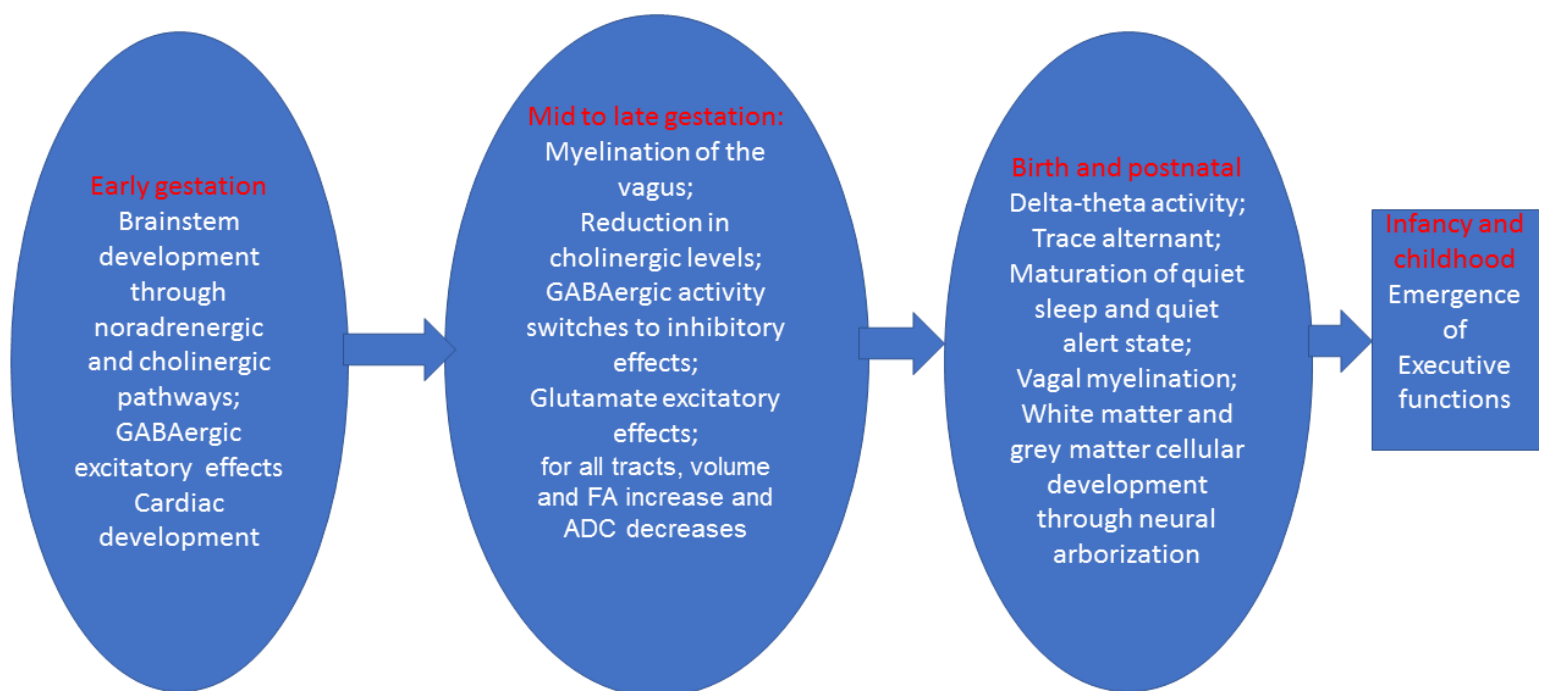 Early gestation
Brainstem
development
through
noradrenergic
and cholinergic
pathways;
GABAergic
excitatory effects
Cardiac
development
Mid to late gestation:
Myelination of the
vagus;
Reduction in
cholinergic levels;
GABAergic activity
switches to inhibitory
effects;
Glutamate excitatory
effects;
for all tracts, volume
and FA increase and
ADC decreases
Birth and postnatal
Delta-theta activity;
Trace alternant;
Maturation of quiet
sleep and quiet
alert state;
Vagal myelination;
White matter and
grey matter cellular
development
through neural
arborization
Infancy and
childhood
Emergence
of
Executive
functions